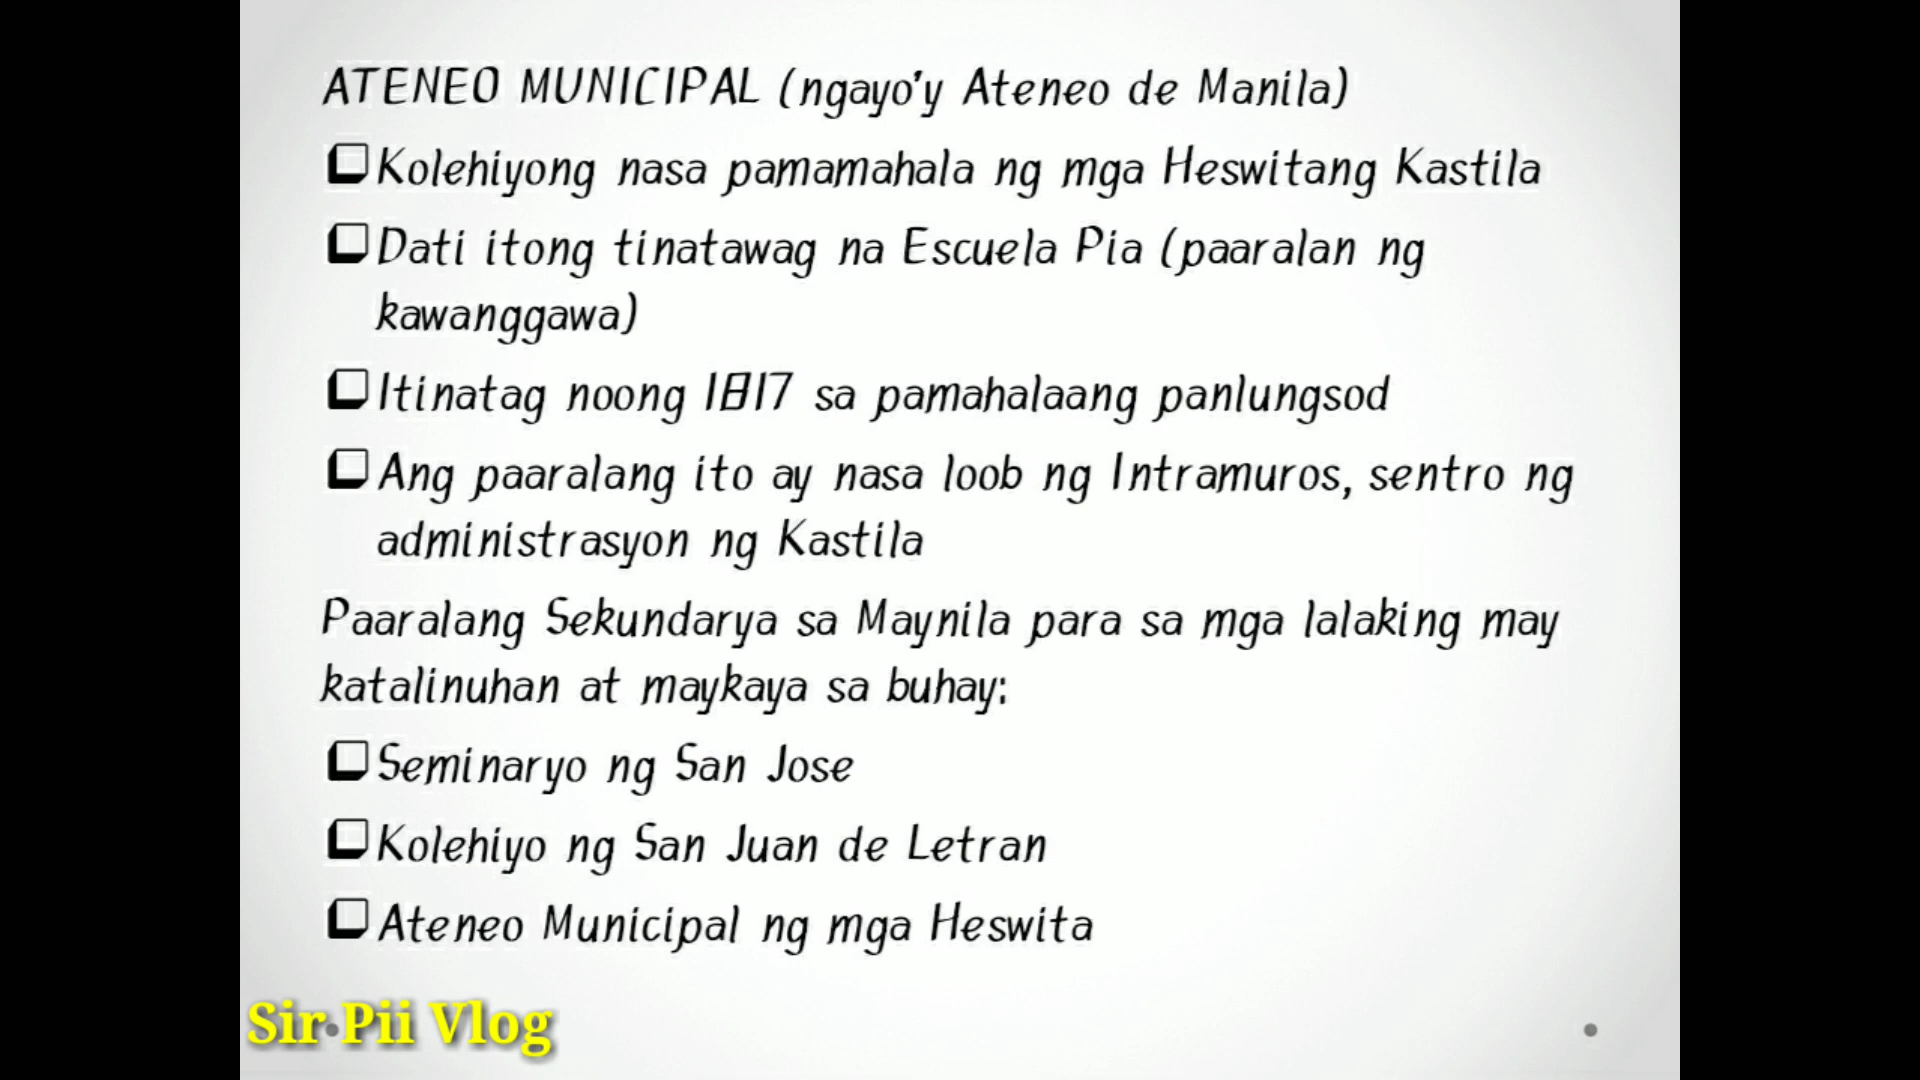 ATENEO MUNICIPAL (ngayo'y Ateneo de Manila)
Kolehiyong nasa pamamahala ng mga Heswitang Kastila
Dati itong tinatawag na Escuela Pia (paaralan ng
kawanggawa)
Itinatag noong 1817 sa pamahalaang panlungsod
Ang paaralang ito ay nasa loob ng Intramuros, sentro ng
administrasyon ng Kastila
Paaralang Sekundarya sa Maynila para sa mga lalaking may
katalinuhan at maykaya sa buhay:
Seminaryo ng San Jose
Kolehiyo ng San Juan de Letran
Ateneo Municipal ng mga Heswita
Sir Pii Vlog